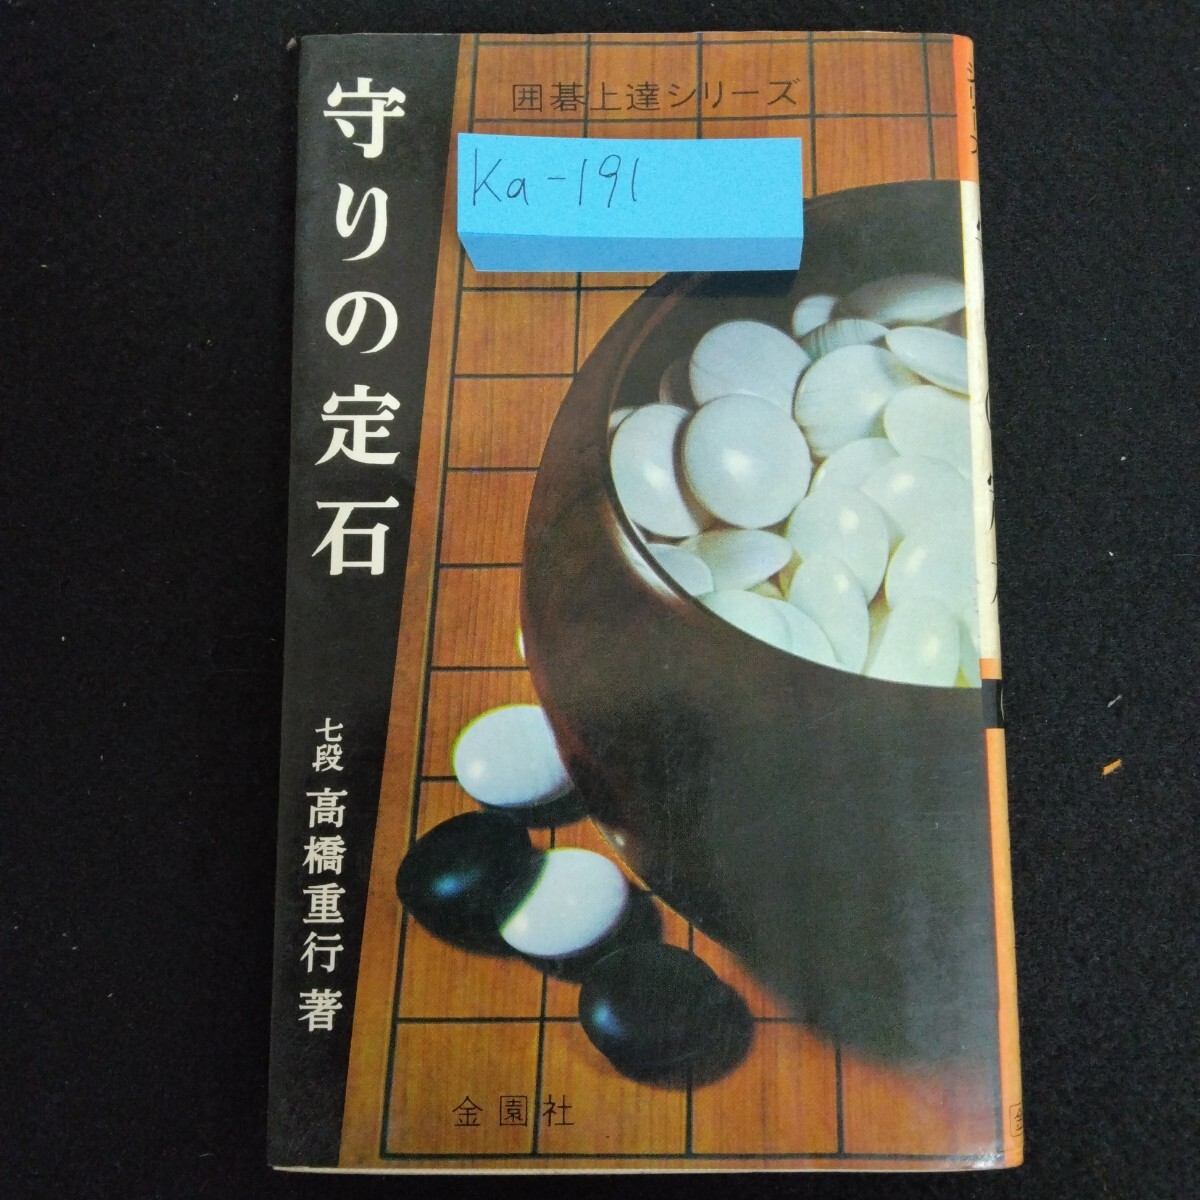 守りの定石
囲碁上達シリーズ
Ka-191
七段 高橋重行著
金園社